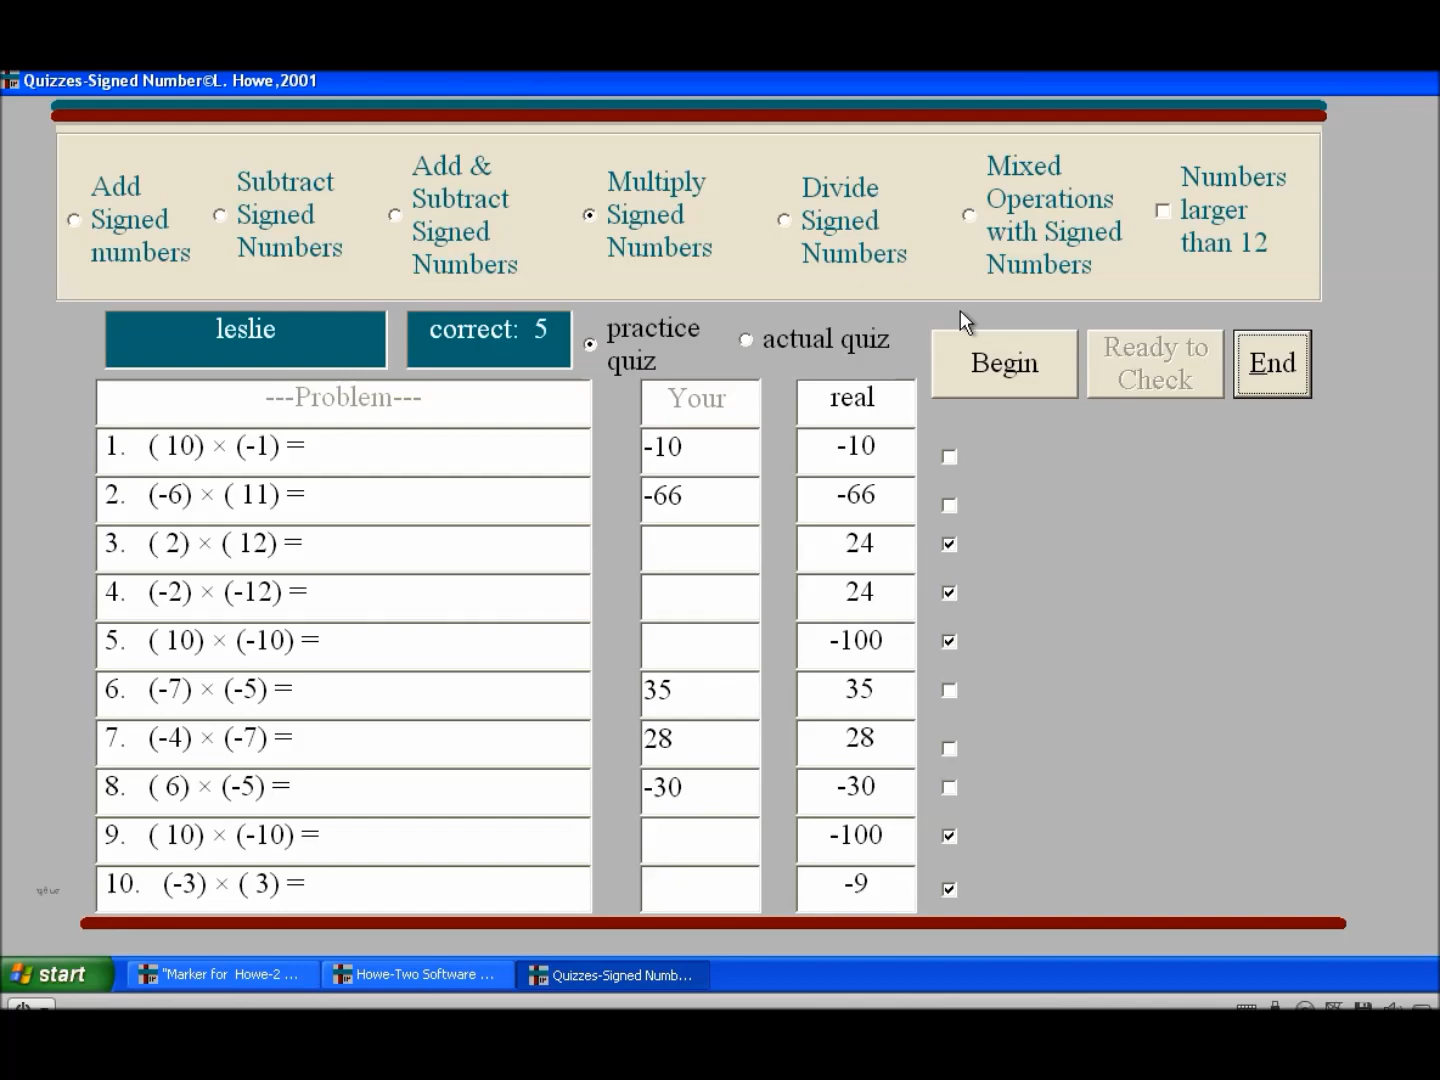 Quizzes-Signed Number©L. Howe,2001
Add
Signed
numbers
Subtract
Signed
Numbers
Add &
Subtract
Signed
Numbers
Multiply
Signed
Numbers
Divide
Signed
Numbers
Mixed
Operations
with Signed
Numbers
Numbers
larger
than 12
leslie
correct: 5
practice
quiz
actual quiz
Begin
Ready to
Check
End
---Problem--- Your real
1. ( 10) × (-1) = -10 -10
2. (-6) × ( 11) = -66 -66
3. ( 2) × ( 12) = 24
4. (-2) × (-12) = 24
5. ( 10) × (-10) = -100
6. (-7) × (-5) = 35 35
7. (-4) × (-7) = 28 28
8. ( 6) × (-5) = -30 -30
9. ( 10) × (-10) = -100
10. (-3) × ( 3) = -9
start
"Marker for Howe-2 ...
Howe-Two Software ...
Quizzes-Signed Numb...